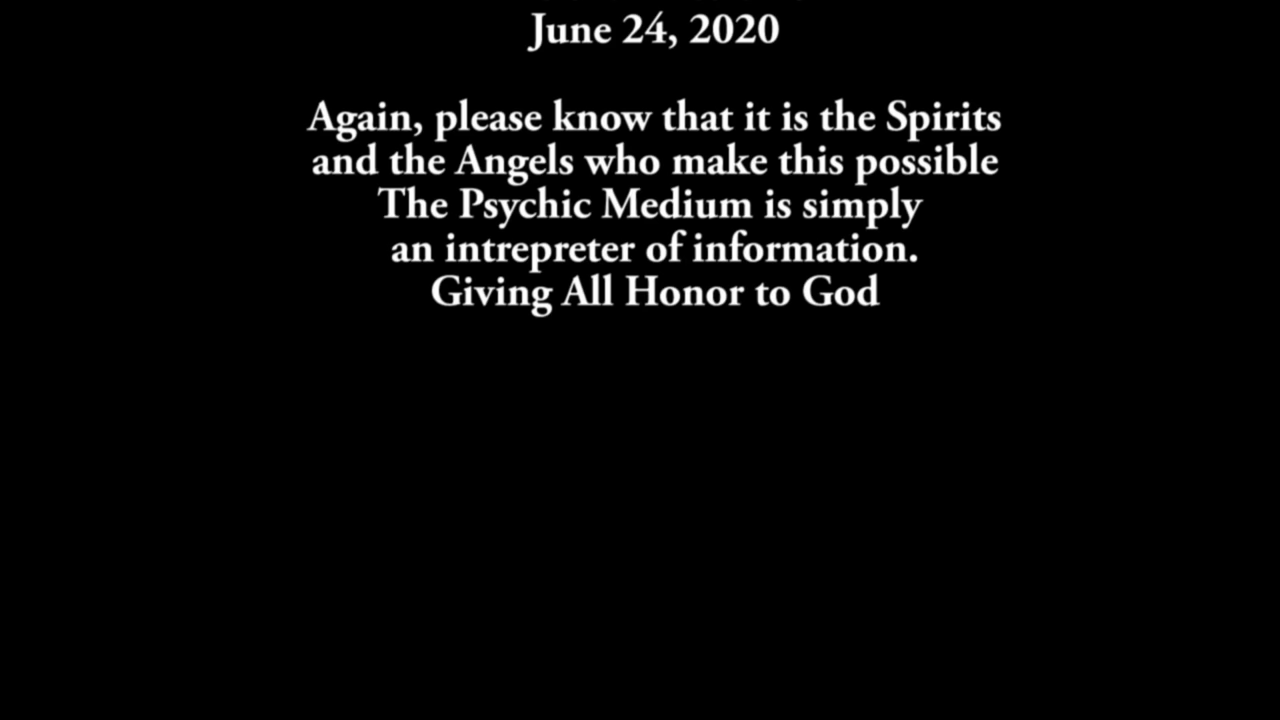 June 24, 2020
Again, please know that it is the Spirits
and the Angels who make this possible
The Psychic Medium is simply
an intrepreter of information.
Giving All Honor to God